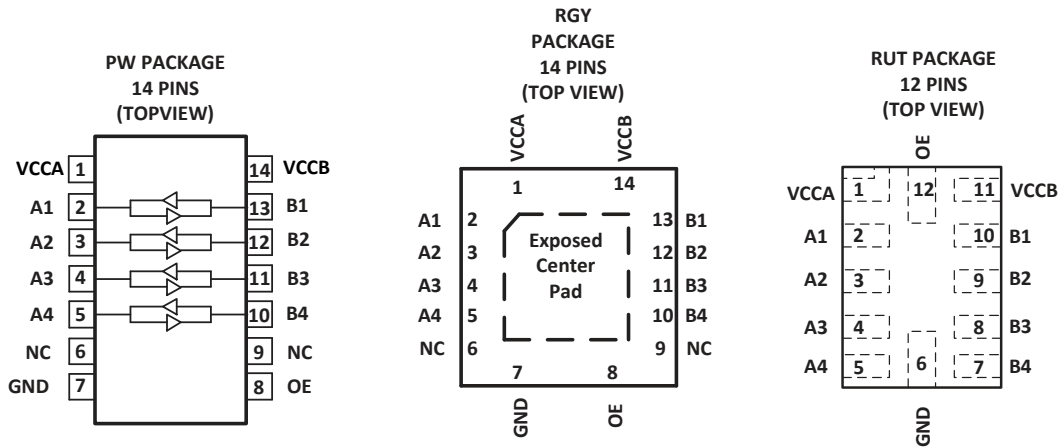 PW PACKAGE
14 PINS
(TOPVIEW)
VCCA 1 14 VCCB
A1 2 13 B1
A2 3 12 B2
A3 4 11 B3
A4 5 10 B4
NC 6 9 NC
GND 7 8 OE
RGY
PACKAGE
14 PINS
(TOP VIEW)
VCCA VCCB
1 14
A1 2 13 B1
A2 3 12 B2
A3 4 11 B3
A4 5 10 B4
NC 6 9 NC
Exposed
Center
Pad
7 8
GND OE
RUT PACKAGE
12 PINS
(TOP VIEW)
OE
VCCA 1 12 11 VCCB
A1 2 10 B1
A2 3 9 B2
A3 4 8 B3
A4 5 6 7 B4
GND